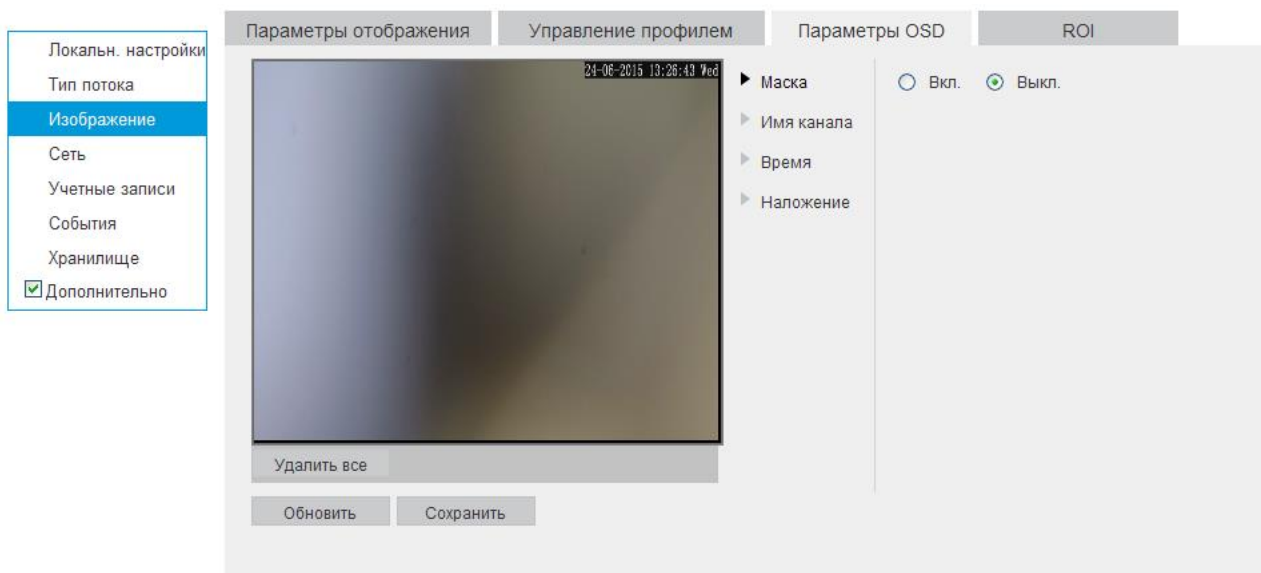 Локальн. настройки
Тип потока
Изображение
Сеть
Учетные записи
События
Хранилище
Дополнительно
Параметры отображения
Управление профилем
Параметры OSD
ROI
24-06-2015 13:26:43 Wed
Удалить все
Обновить
Сохранить
Маска
Имя канала
Время
Наложение
Вкл.
Выкл.